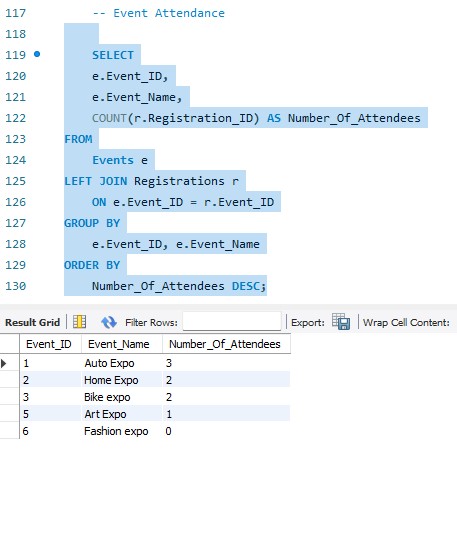 117 -- Event Attendance
118
119 SELECT
120 e.Event_ID,
121 e.Event_Name,
122 COUNT(r.Registration_ID) AS Number_Of_Attendees
123 FROM
124 Events e
125 LEFT JOIN Registrations r
126 ON e.Event_ID = r.Event_ID
127 GROUP BY
128 e.Event_ID, e.Event_Name
129 ORDER BY
130 Number_Of_Attendees DESC;
Result Grid Filter Rows: Export: Wrap Cell Content:
Event_ID Event_Name Number_Of_Attendees
1 Auto Expo 3
2 Home Expo 2
3 Bike expo 2
5 Art Expo 1
6 Fashion expo 0